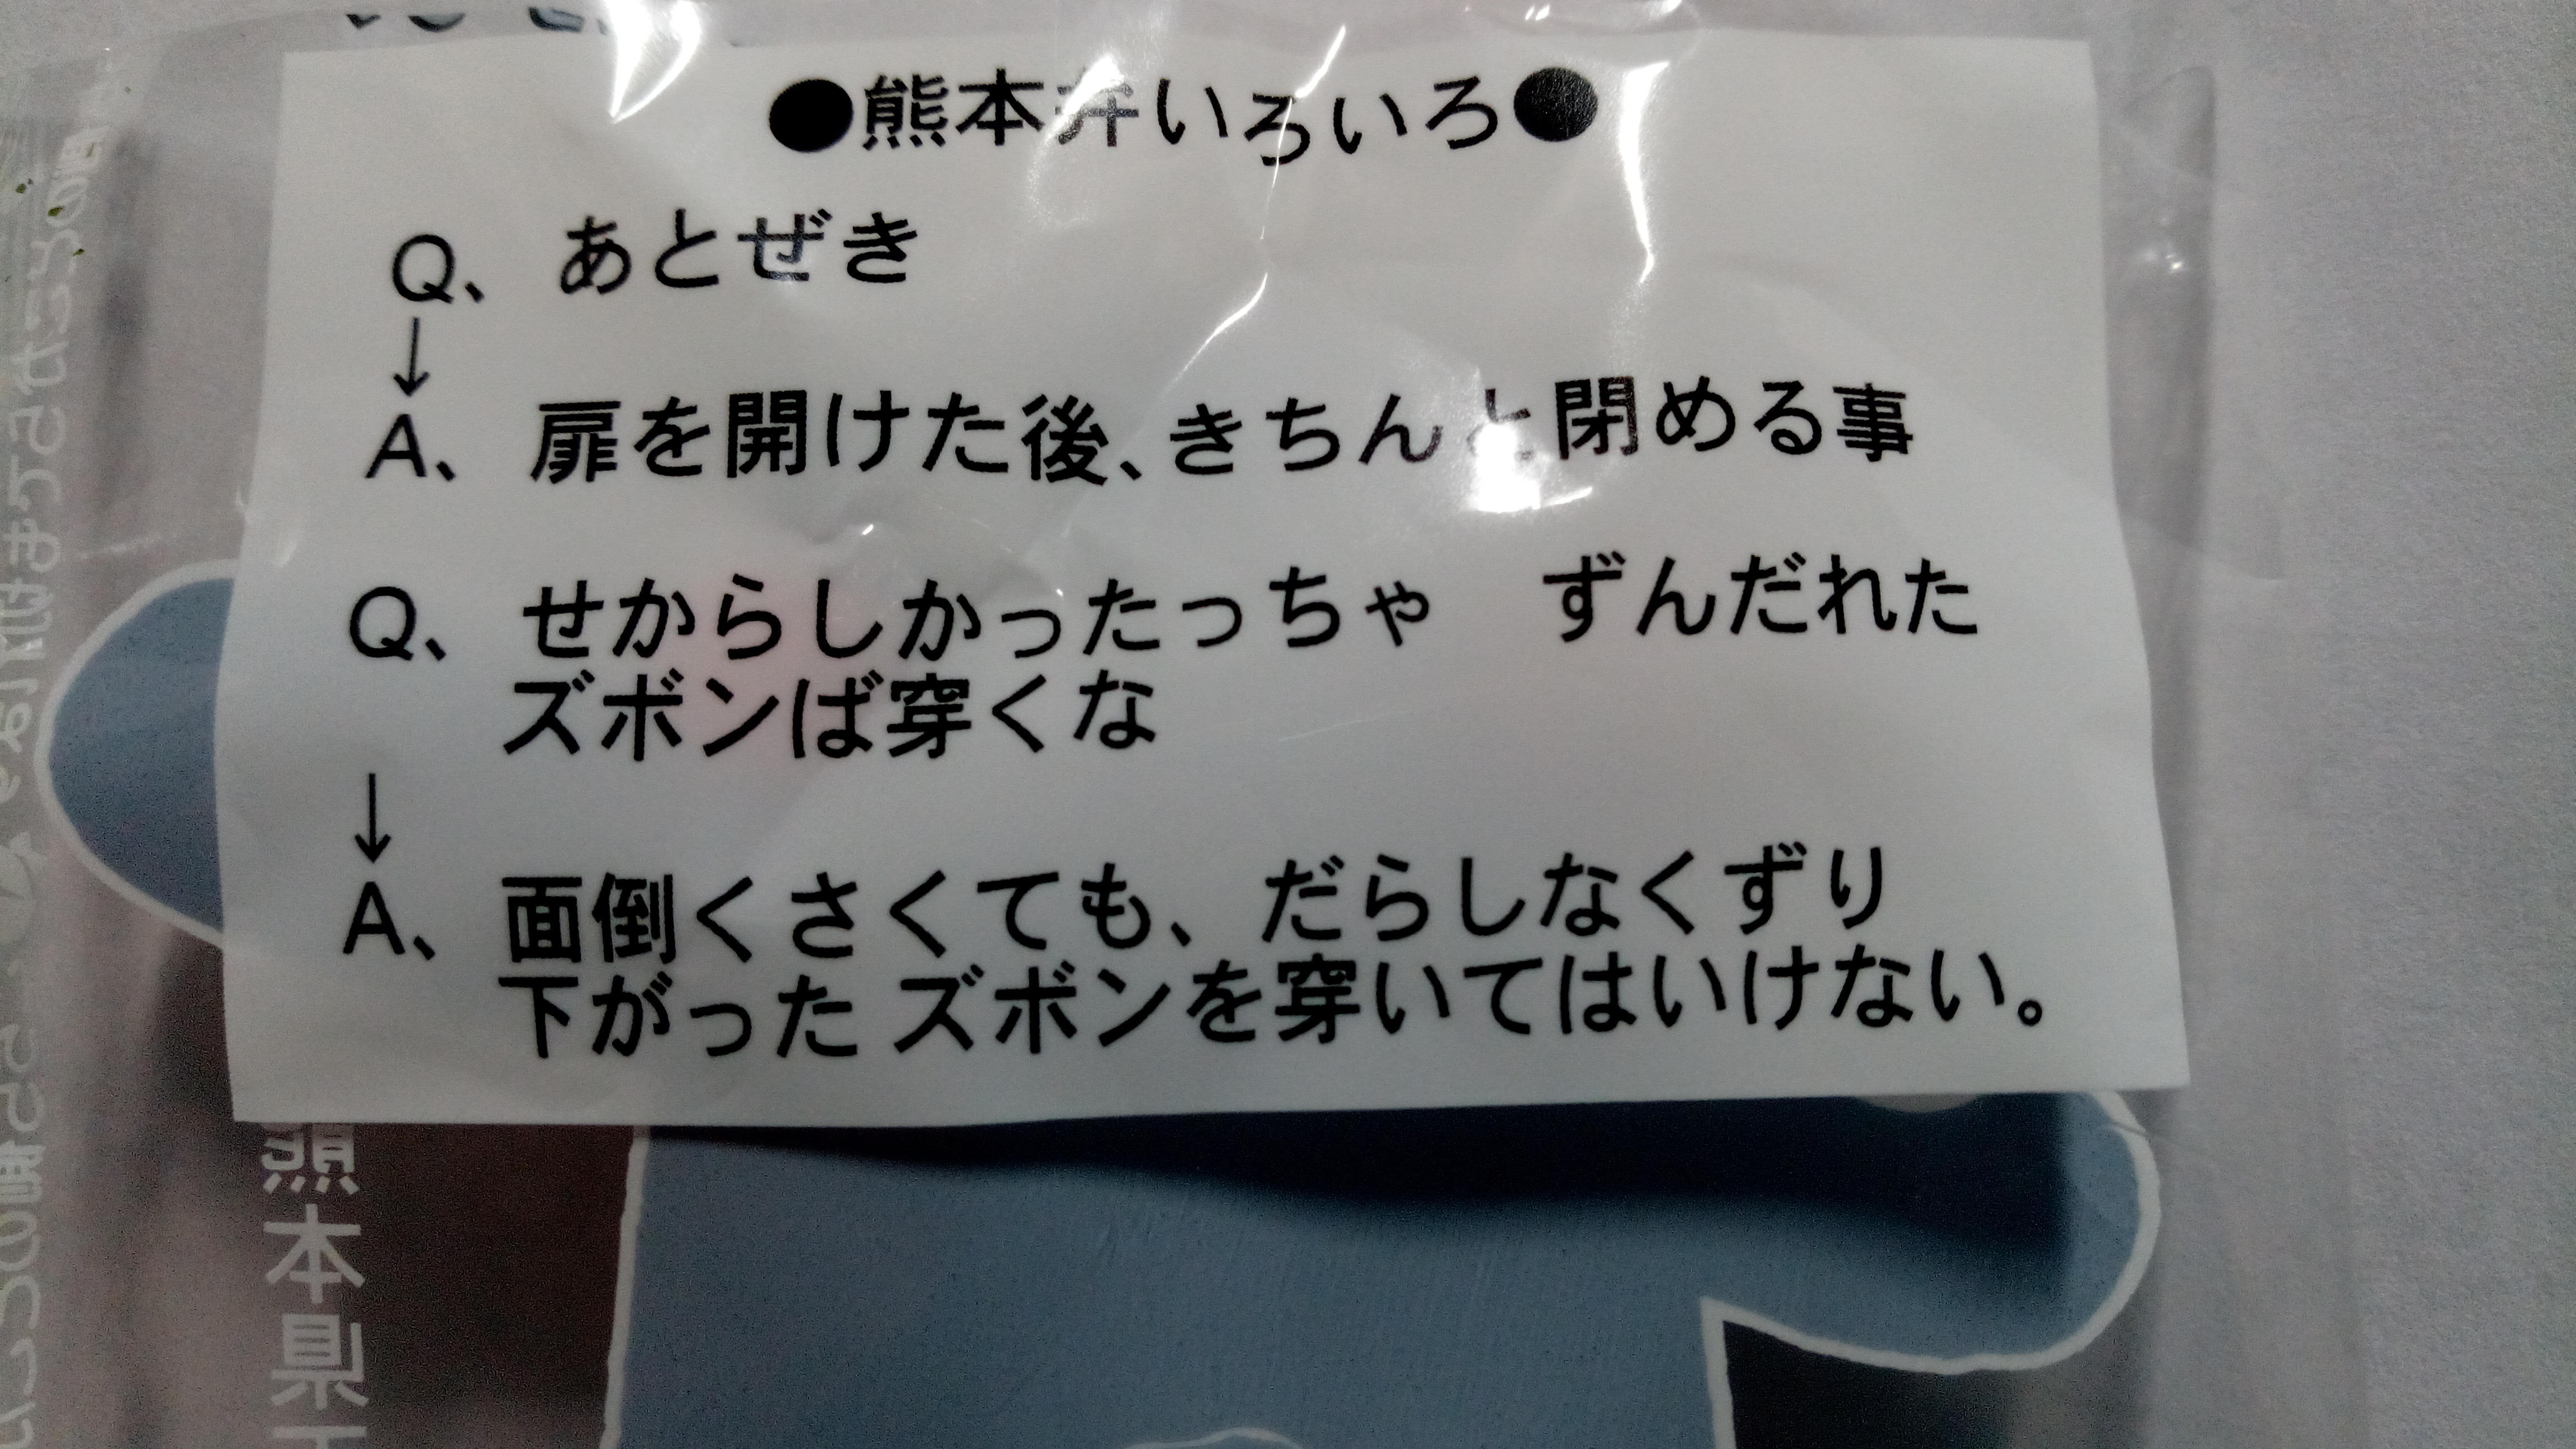 ●熊本弁いろいろ●
Q、 あとぜき
↓
A、 扉を開けた後、きちんと閉める事
Q、 せからしかったっちゃ ずんだれた
ズボンば穿くな
↓
A、 面倒くさくても、だらしなくずり
下がった ズボンを穿いてはいけない。
熊本県